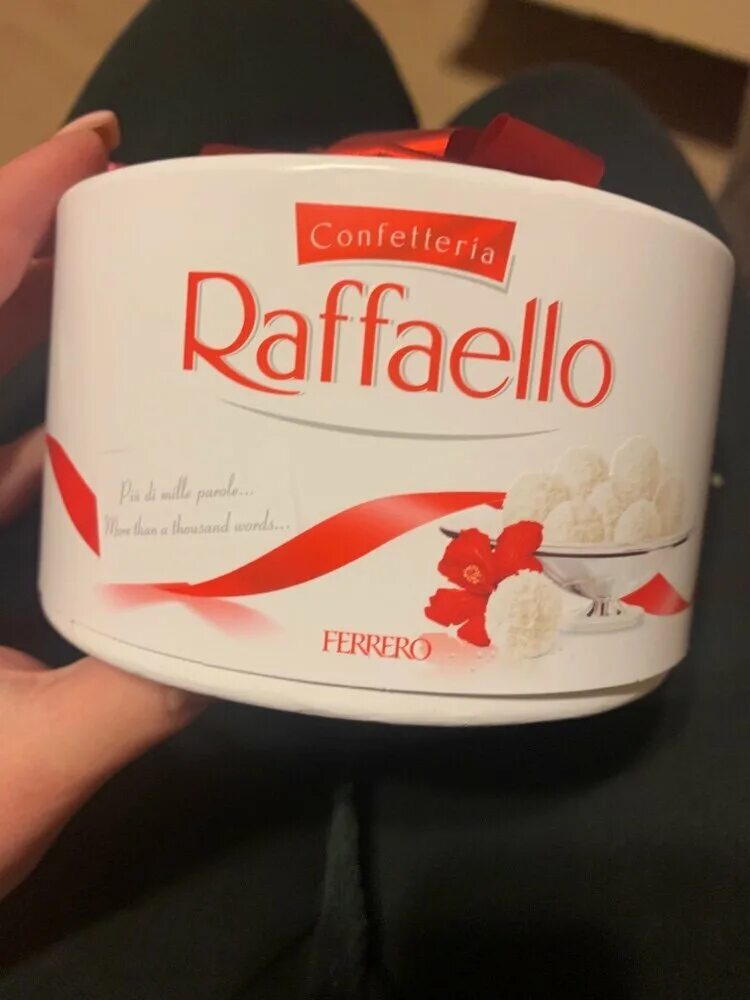 Confetteria
Raffaello
Più di mille parole...
More than a thousand words...
FERRERO